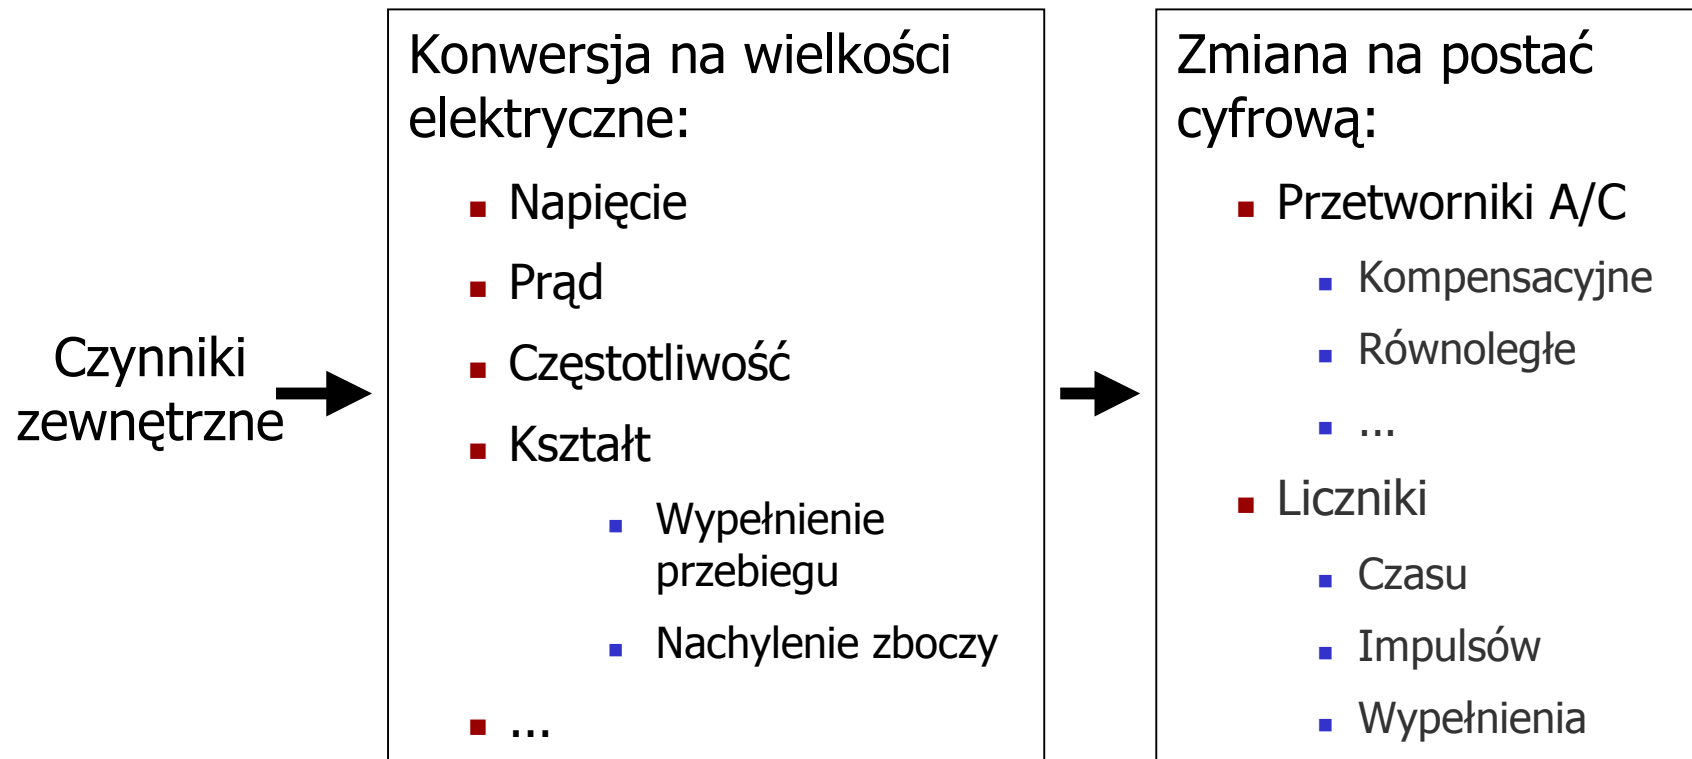 Czynniki
zewnętrzne
Konwersja na wielkości
elektryczne:
Napięcie
Prąd
Częstotliwość
Kształt
Wypełnienie
przebiegu
Nachylenie zboczy
...
Zmiana na postać
cyfrową:
Przetworniki A/C
Kompensacyjne
Równoległe
...
Liczniki
Czasu
Impulsów
Wypełnienia